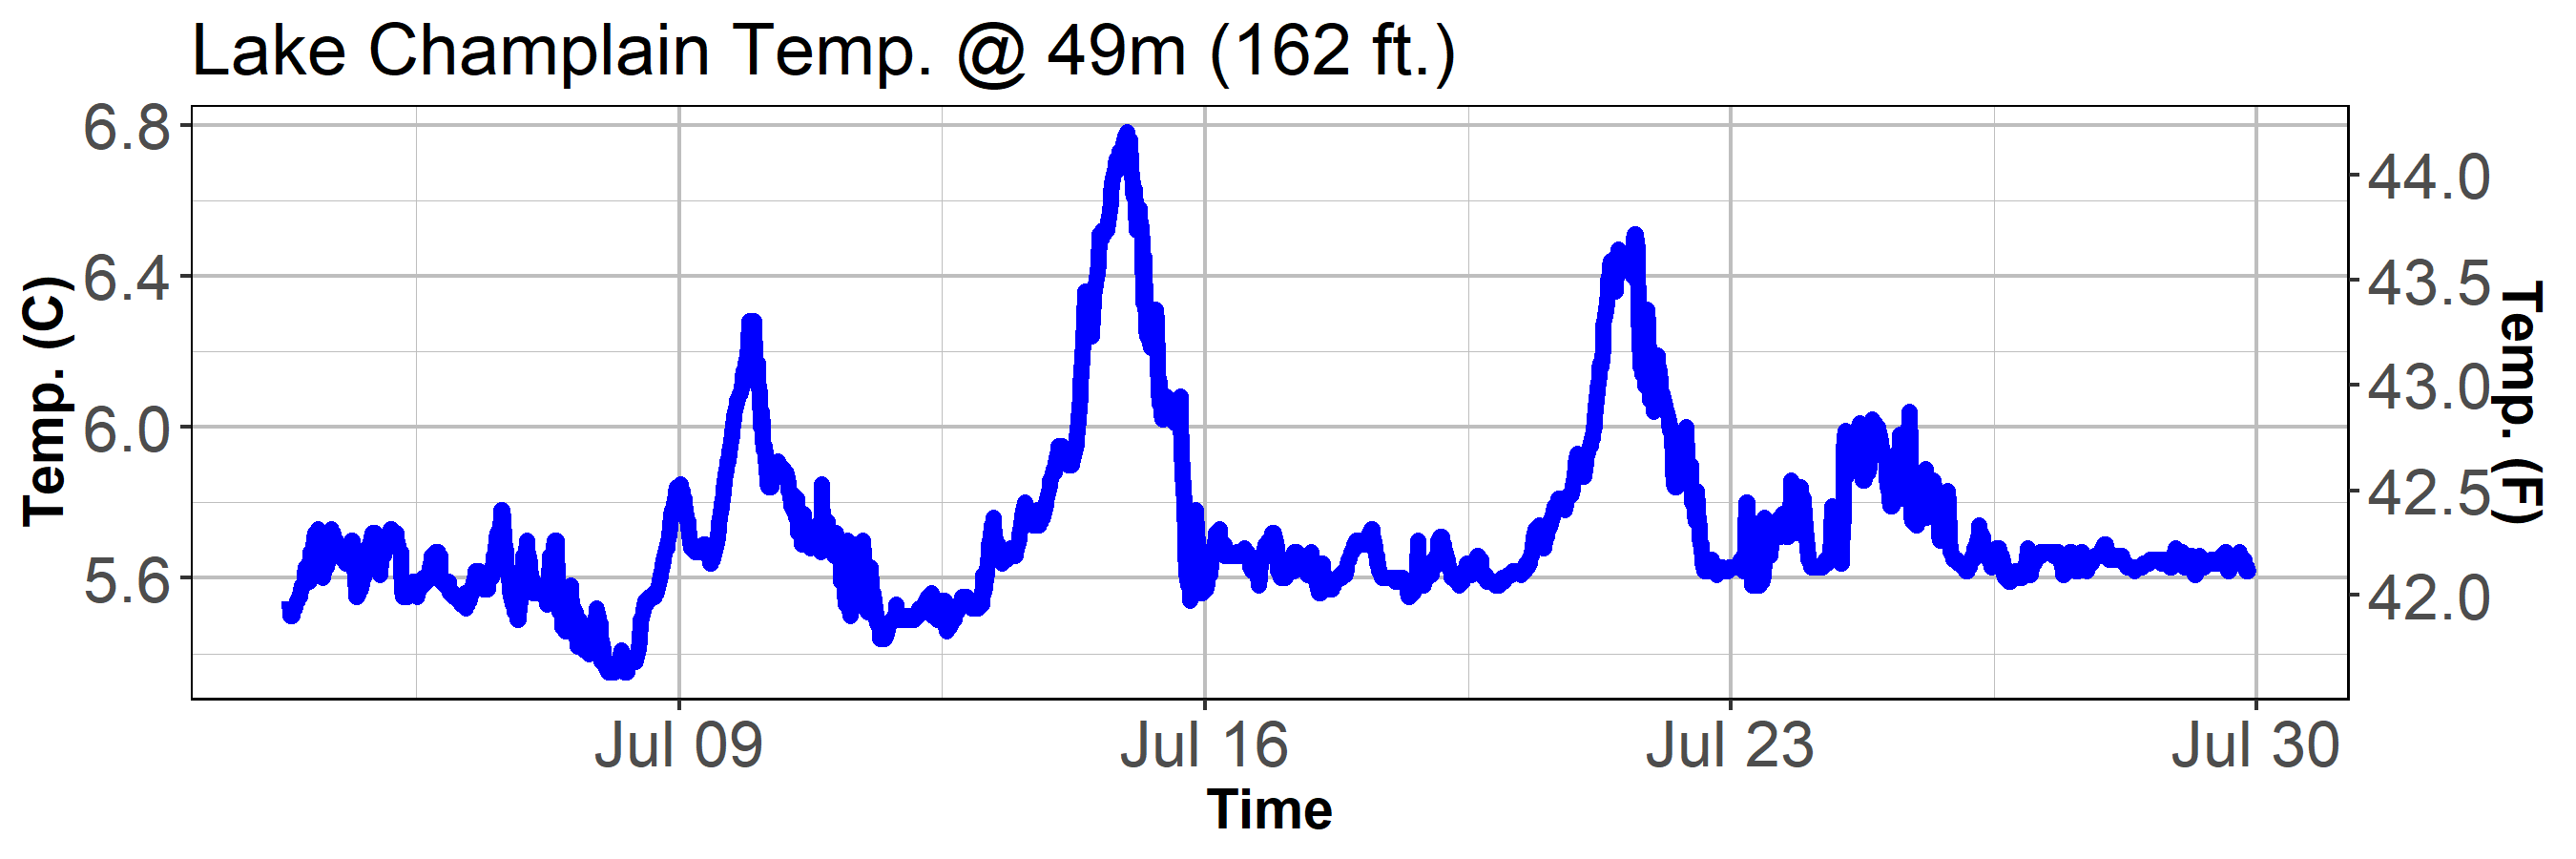 Lake Champlain Temp. @ 49m (162 ft.)
Temp. (C)
6.8
6.4
6.0
5.6
44.0
43.5
43.0
42.5
42.0
Temp. (F)
Jul 09 Jul 16 Jul 23 Jul 30
Time